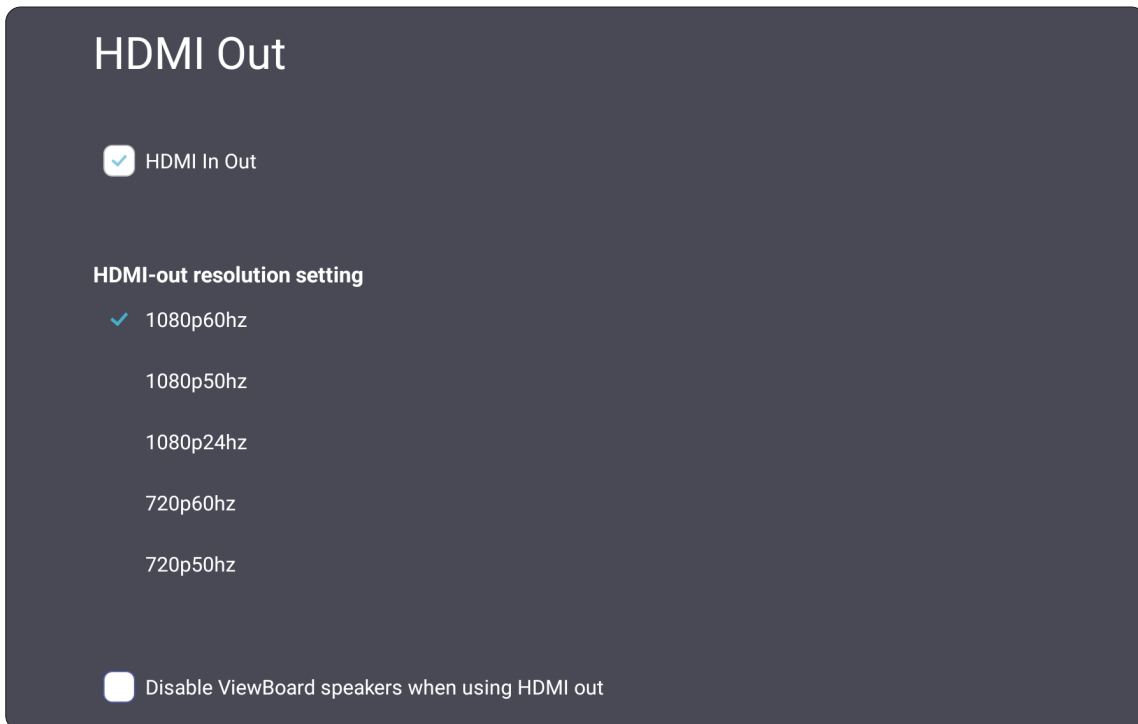 HDMI Out
HDMI In Out
HDMI-out resolution setting
1080p60hz
1080p50hz
1080p24hz
720p60hz
720p50hz
Disable ViewBoard speakers when using HDMI out